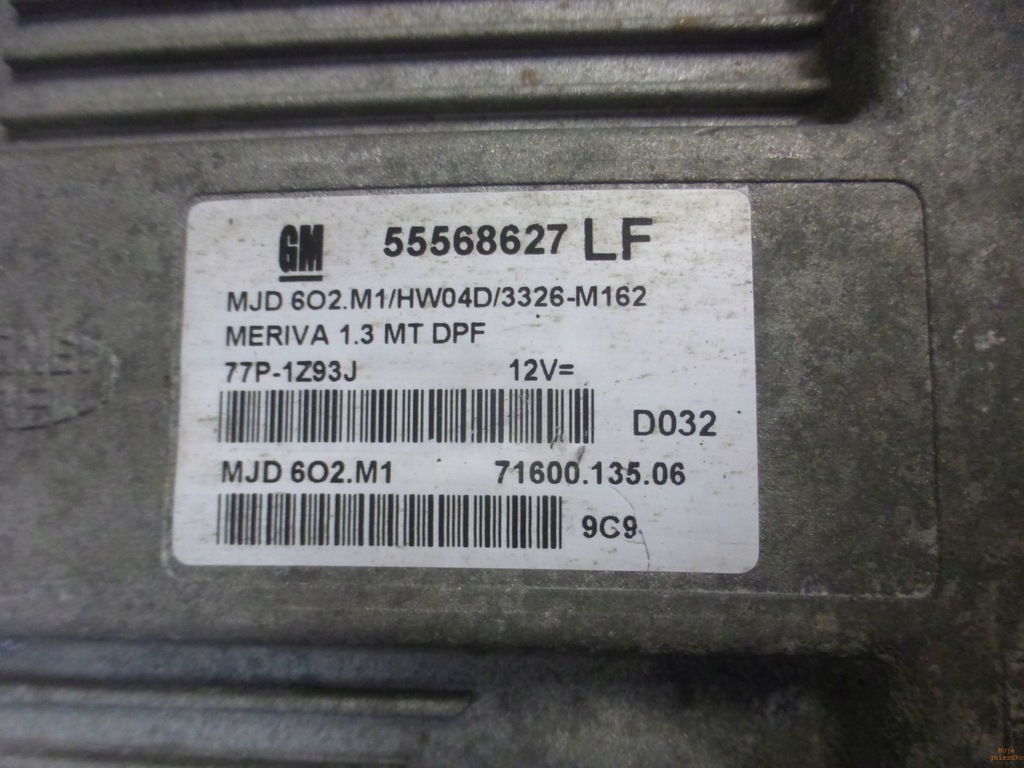 GM 55568627 LF
MJD 6O2.M1/HW04D/3326-M162
MERIVA 1.3 MT DPF
77P-1Z93J 12V=
D032
MJD 6O2.M1 71600.135.06
9C9
Moje